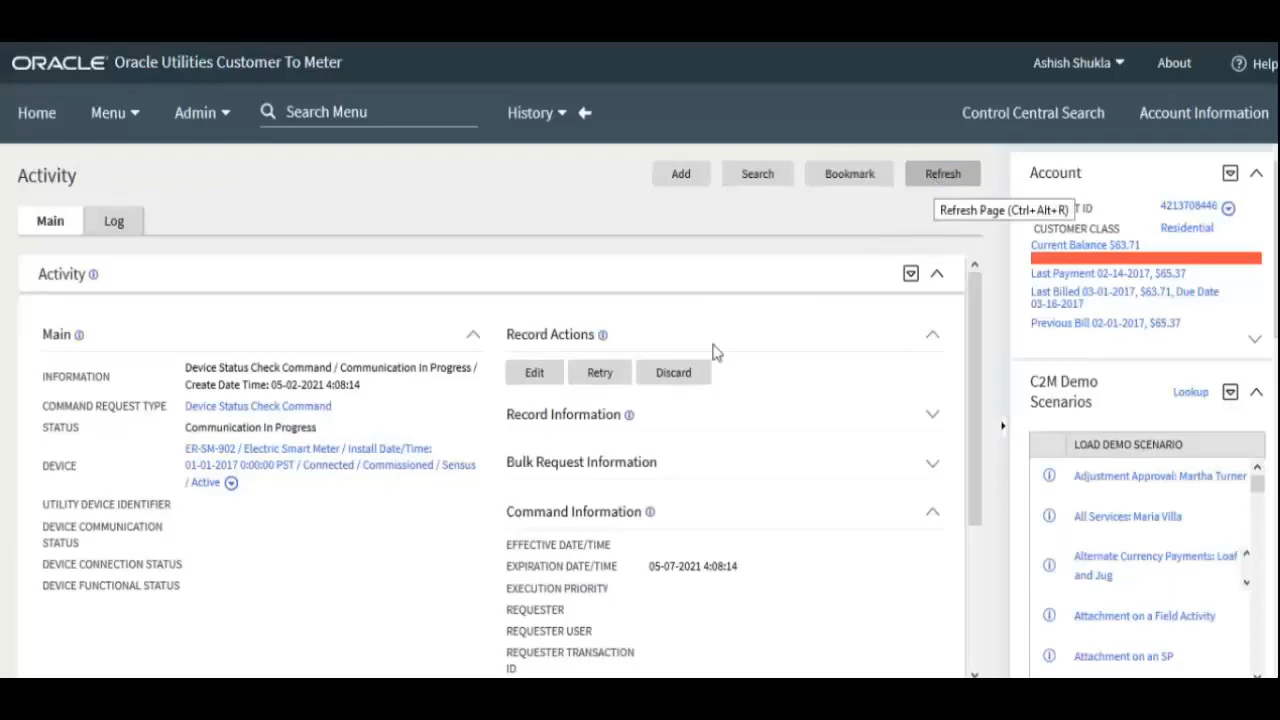 ORACLE Oracle Utilities Customer To Meter
Ashish Shukla
About
Help
Home
Menu
Admin
Search Menu
History
Control Central Search
Account Information
Activity
Add
Search
Bookmark
Refresh
Refresh Page (Ctrl+Alt+R)
Main
Log
Activity
Main
INFORMATION
Device Status Check Command / Communication In Progress /
Create Date Time: 05-02-2021 4:08:14
COMMAND REQUEST TYPE
Device Status Check Command
STATUS
Communication In Progress
DEVICE
ER-SM-902 / Electric Smart Meter / Install Date/Time:
01-01-2017 0:00:00 PST / Connected / Commissioned / Sensus
/ Active
UTILITY DEVICE IDENTIFIER
DEVICE COMMUNICATION
STATUS
DEVICE CONNECTION STATUS
DEVICE FUNCTIONAL STATUS
Record Actions
Edit
Retry
Discard
Record Information
Bulk Request Information
Command Information
EFFECTIVE DATE/TIME
EXPIRATION DATE/TIME
05-07-2021 4:08:14
EXECUTION PRIORITY
REQUESTER
REQUESTER USER
REQUESTER TRANSACTION
ID
Account
T ID
4213708446
CUSTOMER CLASS
Residential
Current Balance $63.71
Last Payment 02-14-2017, $65.37
Last Billed 03-01-2017, $63.71, Due Date
03-16-2017
Previous Bill 02-01-2017, $65.37
C2M Demo
Scenarios
Lookup
LOAD DEMO SCENARIO
Adjustment Approval: Martha Turner
All Services: Maria Villa
Alternate Currency Payments: Loaf
and Jug
Attachment on a Field Activity
Attachment on an SP